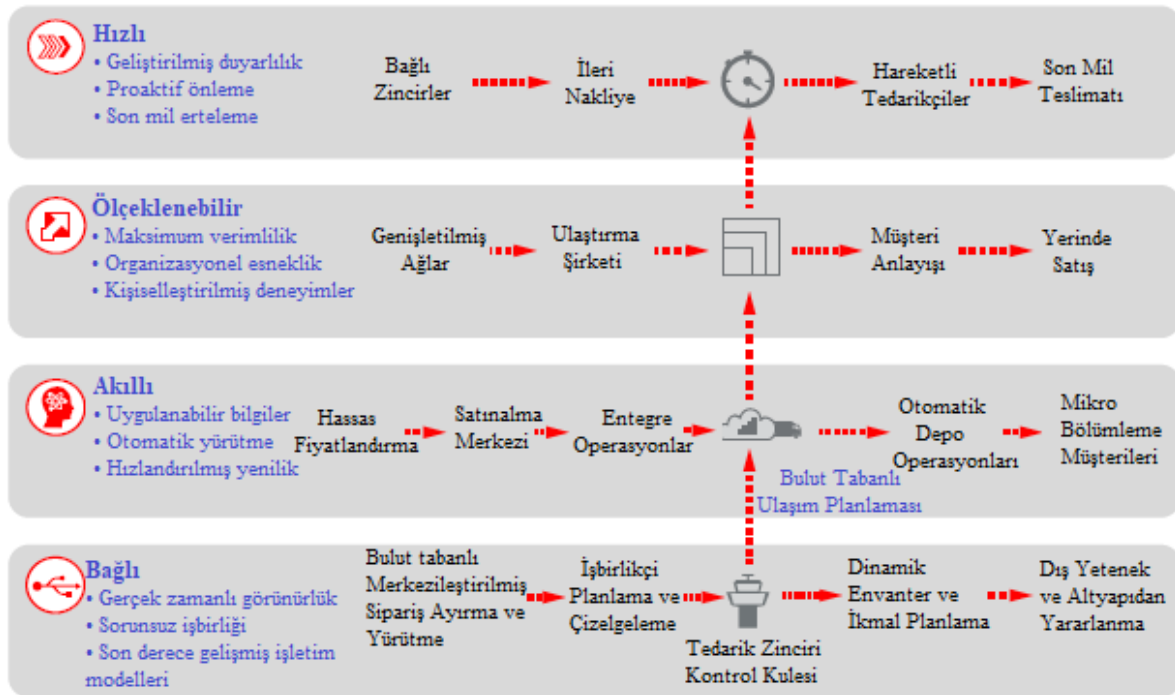 Hızlı
• Geliştirilmiş duyarlılık
• Proaktif önleme
• Son mil erteleme
Bağlı
Zincirler
İleri
Nakliye
Hareketli
Tedarikçiler
Son Mil
Teslimatı
Ölçeklenebilir
• Maksimum verimlilik
• Organizasyonel esneklik
• Kişiselleştirilmiş deneyimler
Genişletilmiş
Ağlar
Ulaştırma
Şirketi
Müşteri
Anlayışı
Yerinde
Satış
Akıllı
• Uygulanabilir bilgiler
• Otomatik yürütme
• Hızlandırılmış yenilik
Hassas
Fiyatlandırma
Satınalma
Merkezi
Entegre
Operasyonlar
Bulut Tabanlı
Ulaşım Planlaması
Otomatik
Depo
Operasyonları
Mikro
Bölümleme
Müşterileri
Bağlı
• Gerçek zamanlı görünürlük
• Sorunsuz işbirliği
• Son derece gelişmiş işletim
modelleri
Bulut tabanlı
Merkezileştirilmiş
Sipariş Ayırma ve
Yürütme
İşbirlikçi
Planlama ve
Çizelgeleme
Tedarik Zinciri
Kontrol Kulesi
Dinamik
Envanter ve
İkmal Planlama
Dış Yetenek
ve Altyapıdan
Yararlanma